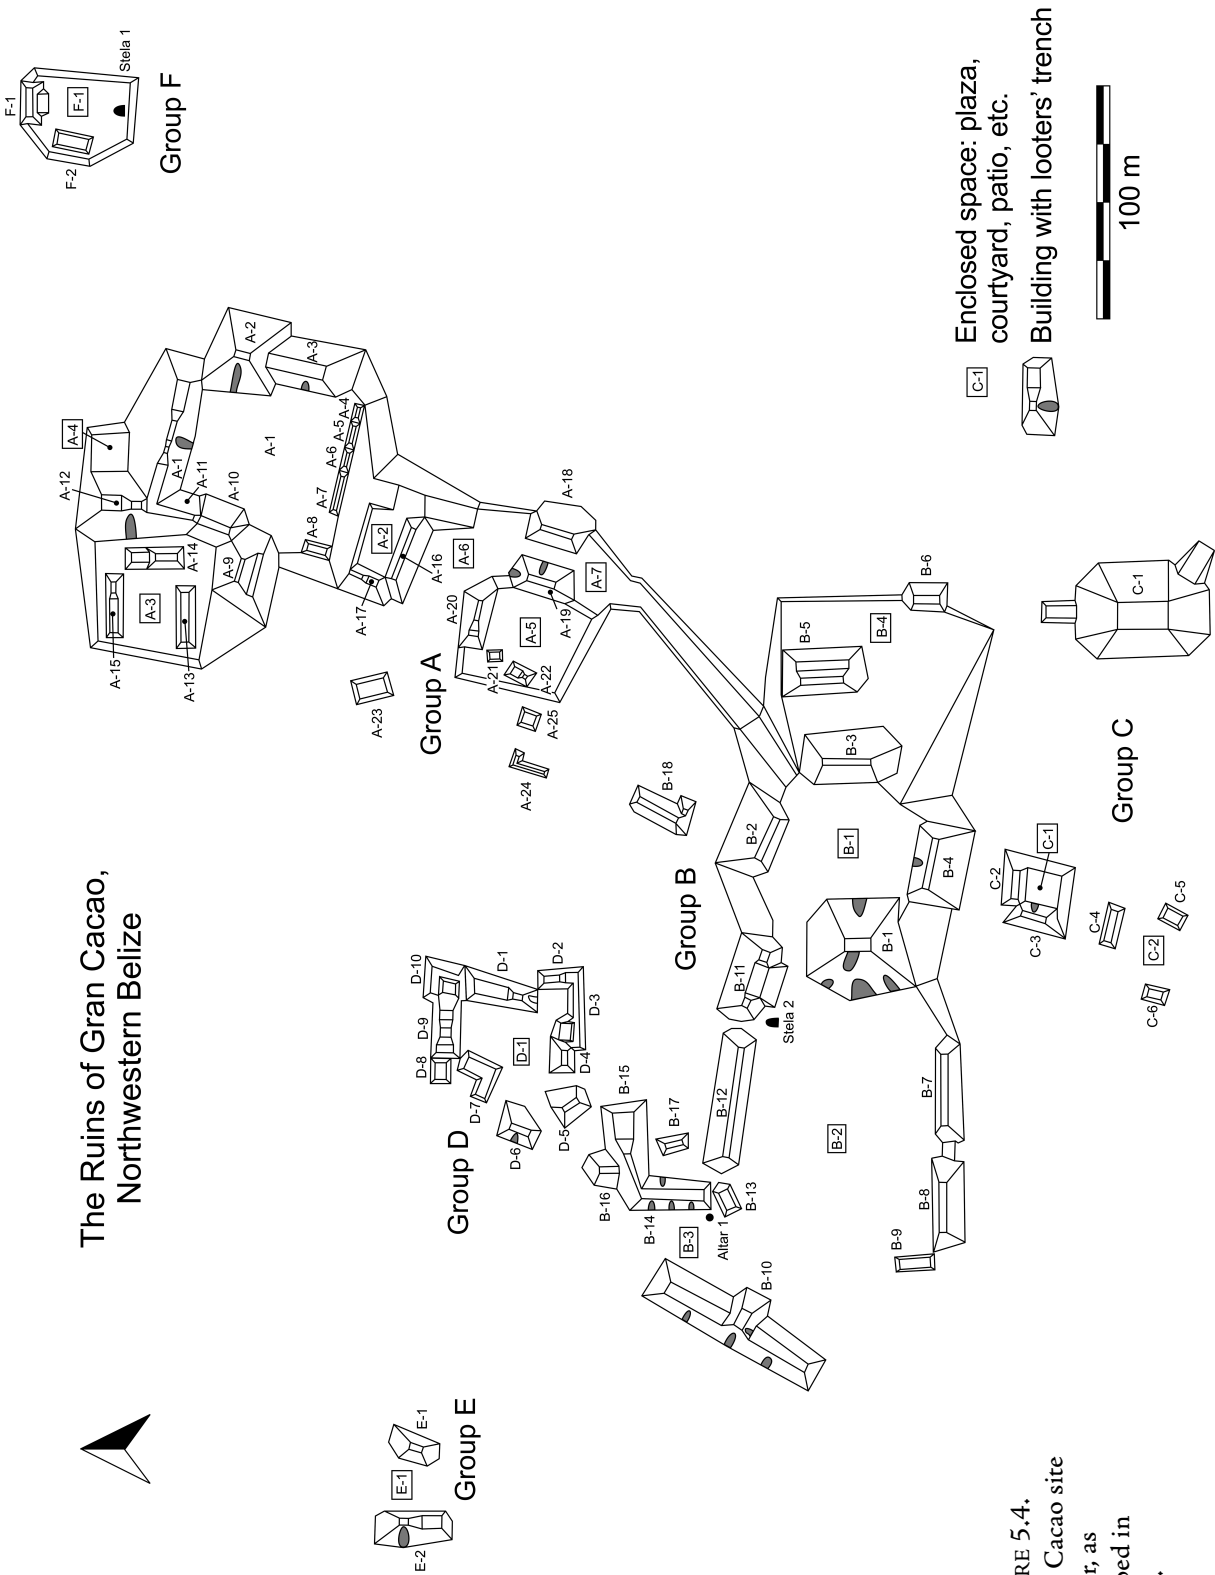 The Ruins of Gran Cacao,
Northwestern Belize
F-1
F-1
F-2
Stela 1
Group F
A-12
A-4
A-1
A-11
A-10
A-1
A-2
A-3
A-4
A-5
A-6
A-7
A-8
A-14
A-9
A-3
A-15
A-13
A-2
A-16
A-17
A-6
A-18
A-7
A-19
A-20
A-5
A-21
A-22
A-23
A-25
A-24
Group A
B-18
B-2
B-3
B-5
B-4
B-6
B-1
B-4
B-1
B-11
Stela 2
Group B
B-12
B-2
B-7
B-8
B-9
B-17
B-15
B-16
B-14
B-13
B-3
Altar 1
B-10
C-1
C-1
C-2
C-3
C-4
C-2
C-5
C-6
Group C
D-10
D-1
D-2
D-3
D-9
D-8
D-1
D-4
D-7
D-5
D-6
Group D
E-1
E-1
E-2
Group E
C-1
Enclosed space: plaza,
courtyard, patio, etc.
Building with looters' trench
100 m
RE 5.4.
Cacao site
r, as
ped in
.